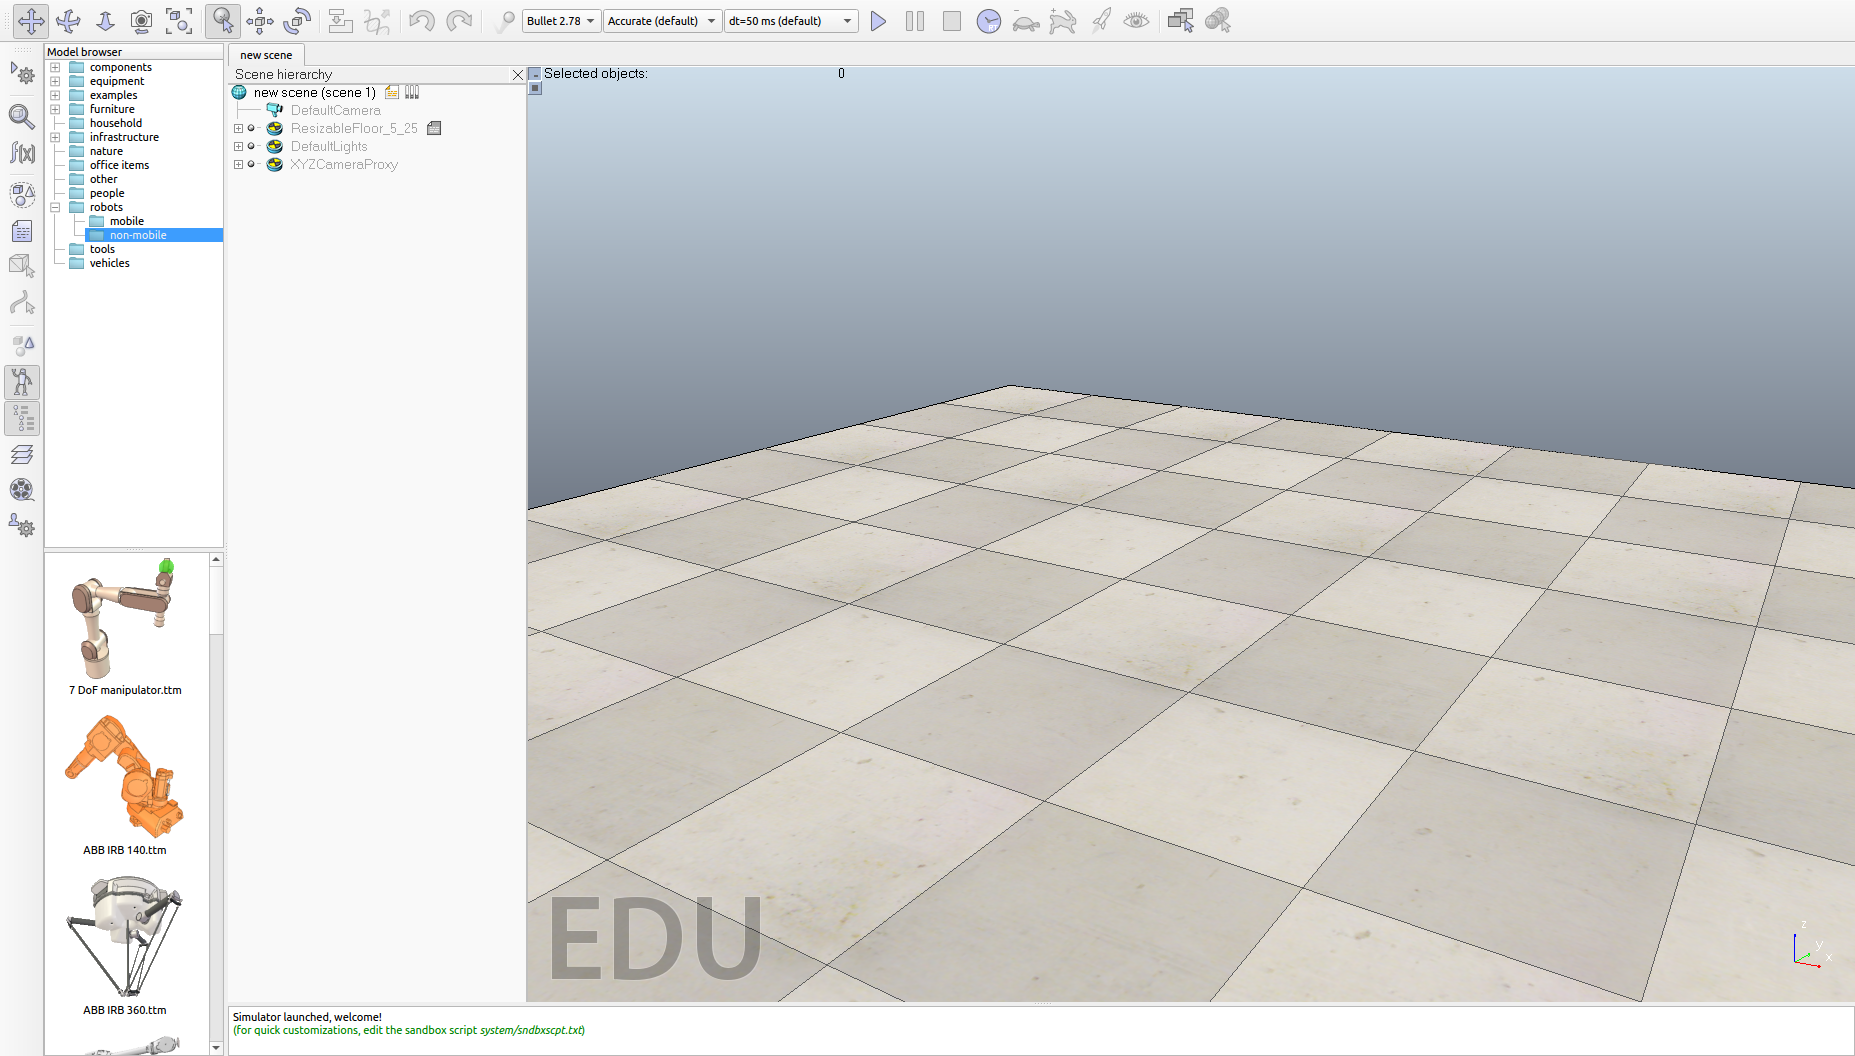 Bullet 2.78
Accurate (default)
dt=50 ms (default)
Model browser
components
equipment
examples
furniture
household
infrastructure
nature
office items
other
people
robots
mobile
non-mobile
tools
vehicles
7 DoF manipulator.ttm
ABB IRB 140.ttm
ABB IRB 360.ttm
new scene
Scene hierarchy
new scene (scene 1)
DefaultCamera
ResizableFloor_5_25
DefaultLights
XYZCameraProxy
Selected objects: 0
EDU
z
y
x
Simulator launched, welcome!
(for quick customizations, edit the sandbox script system/sndbxscpt.txt)
f(x)